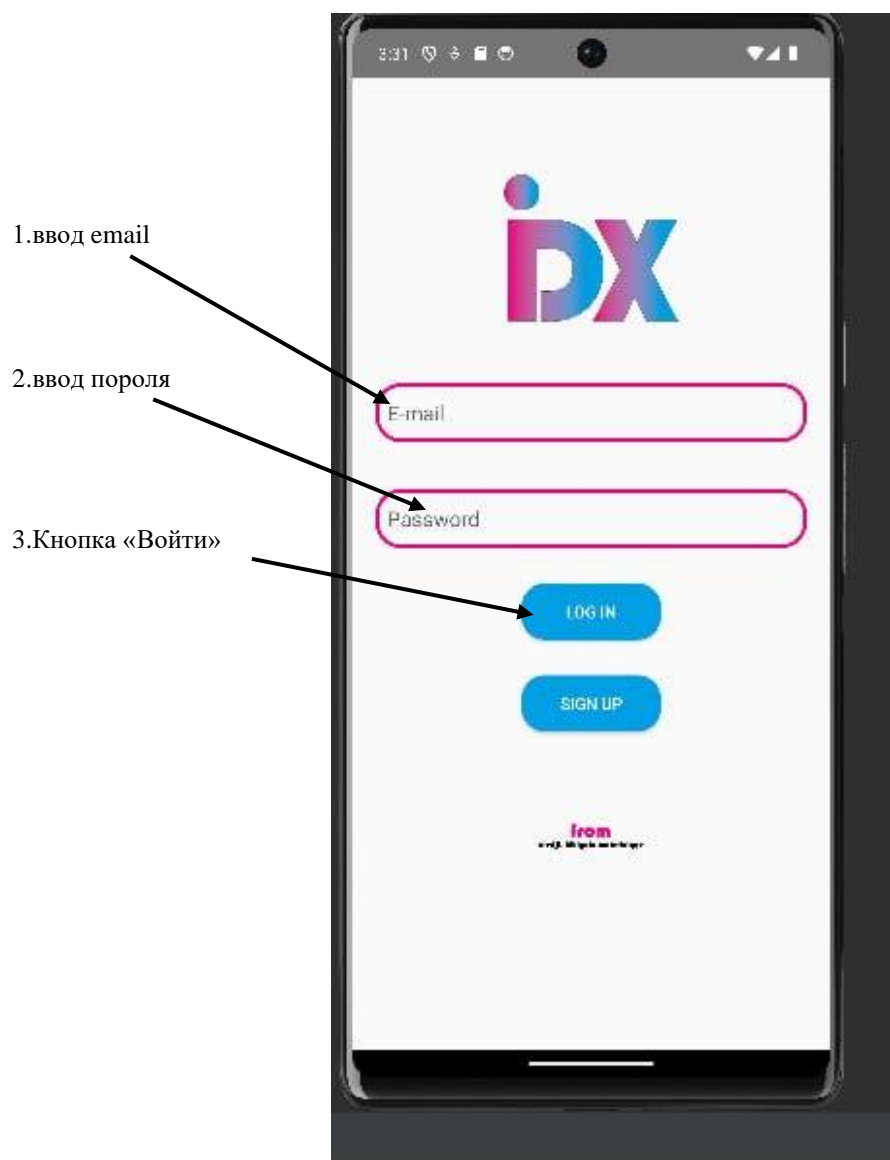 3:31
iDX
1.ввод email
2.ввод пороля
E-mail
Password
3.Кнопка «Войти»
LOG IN
SIGN UP
from